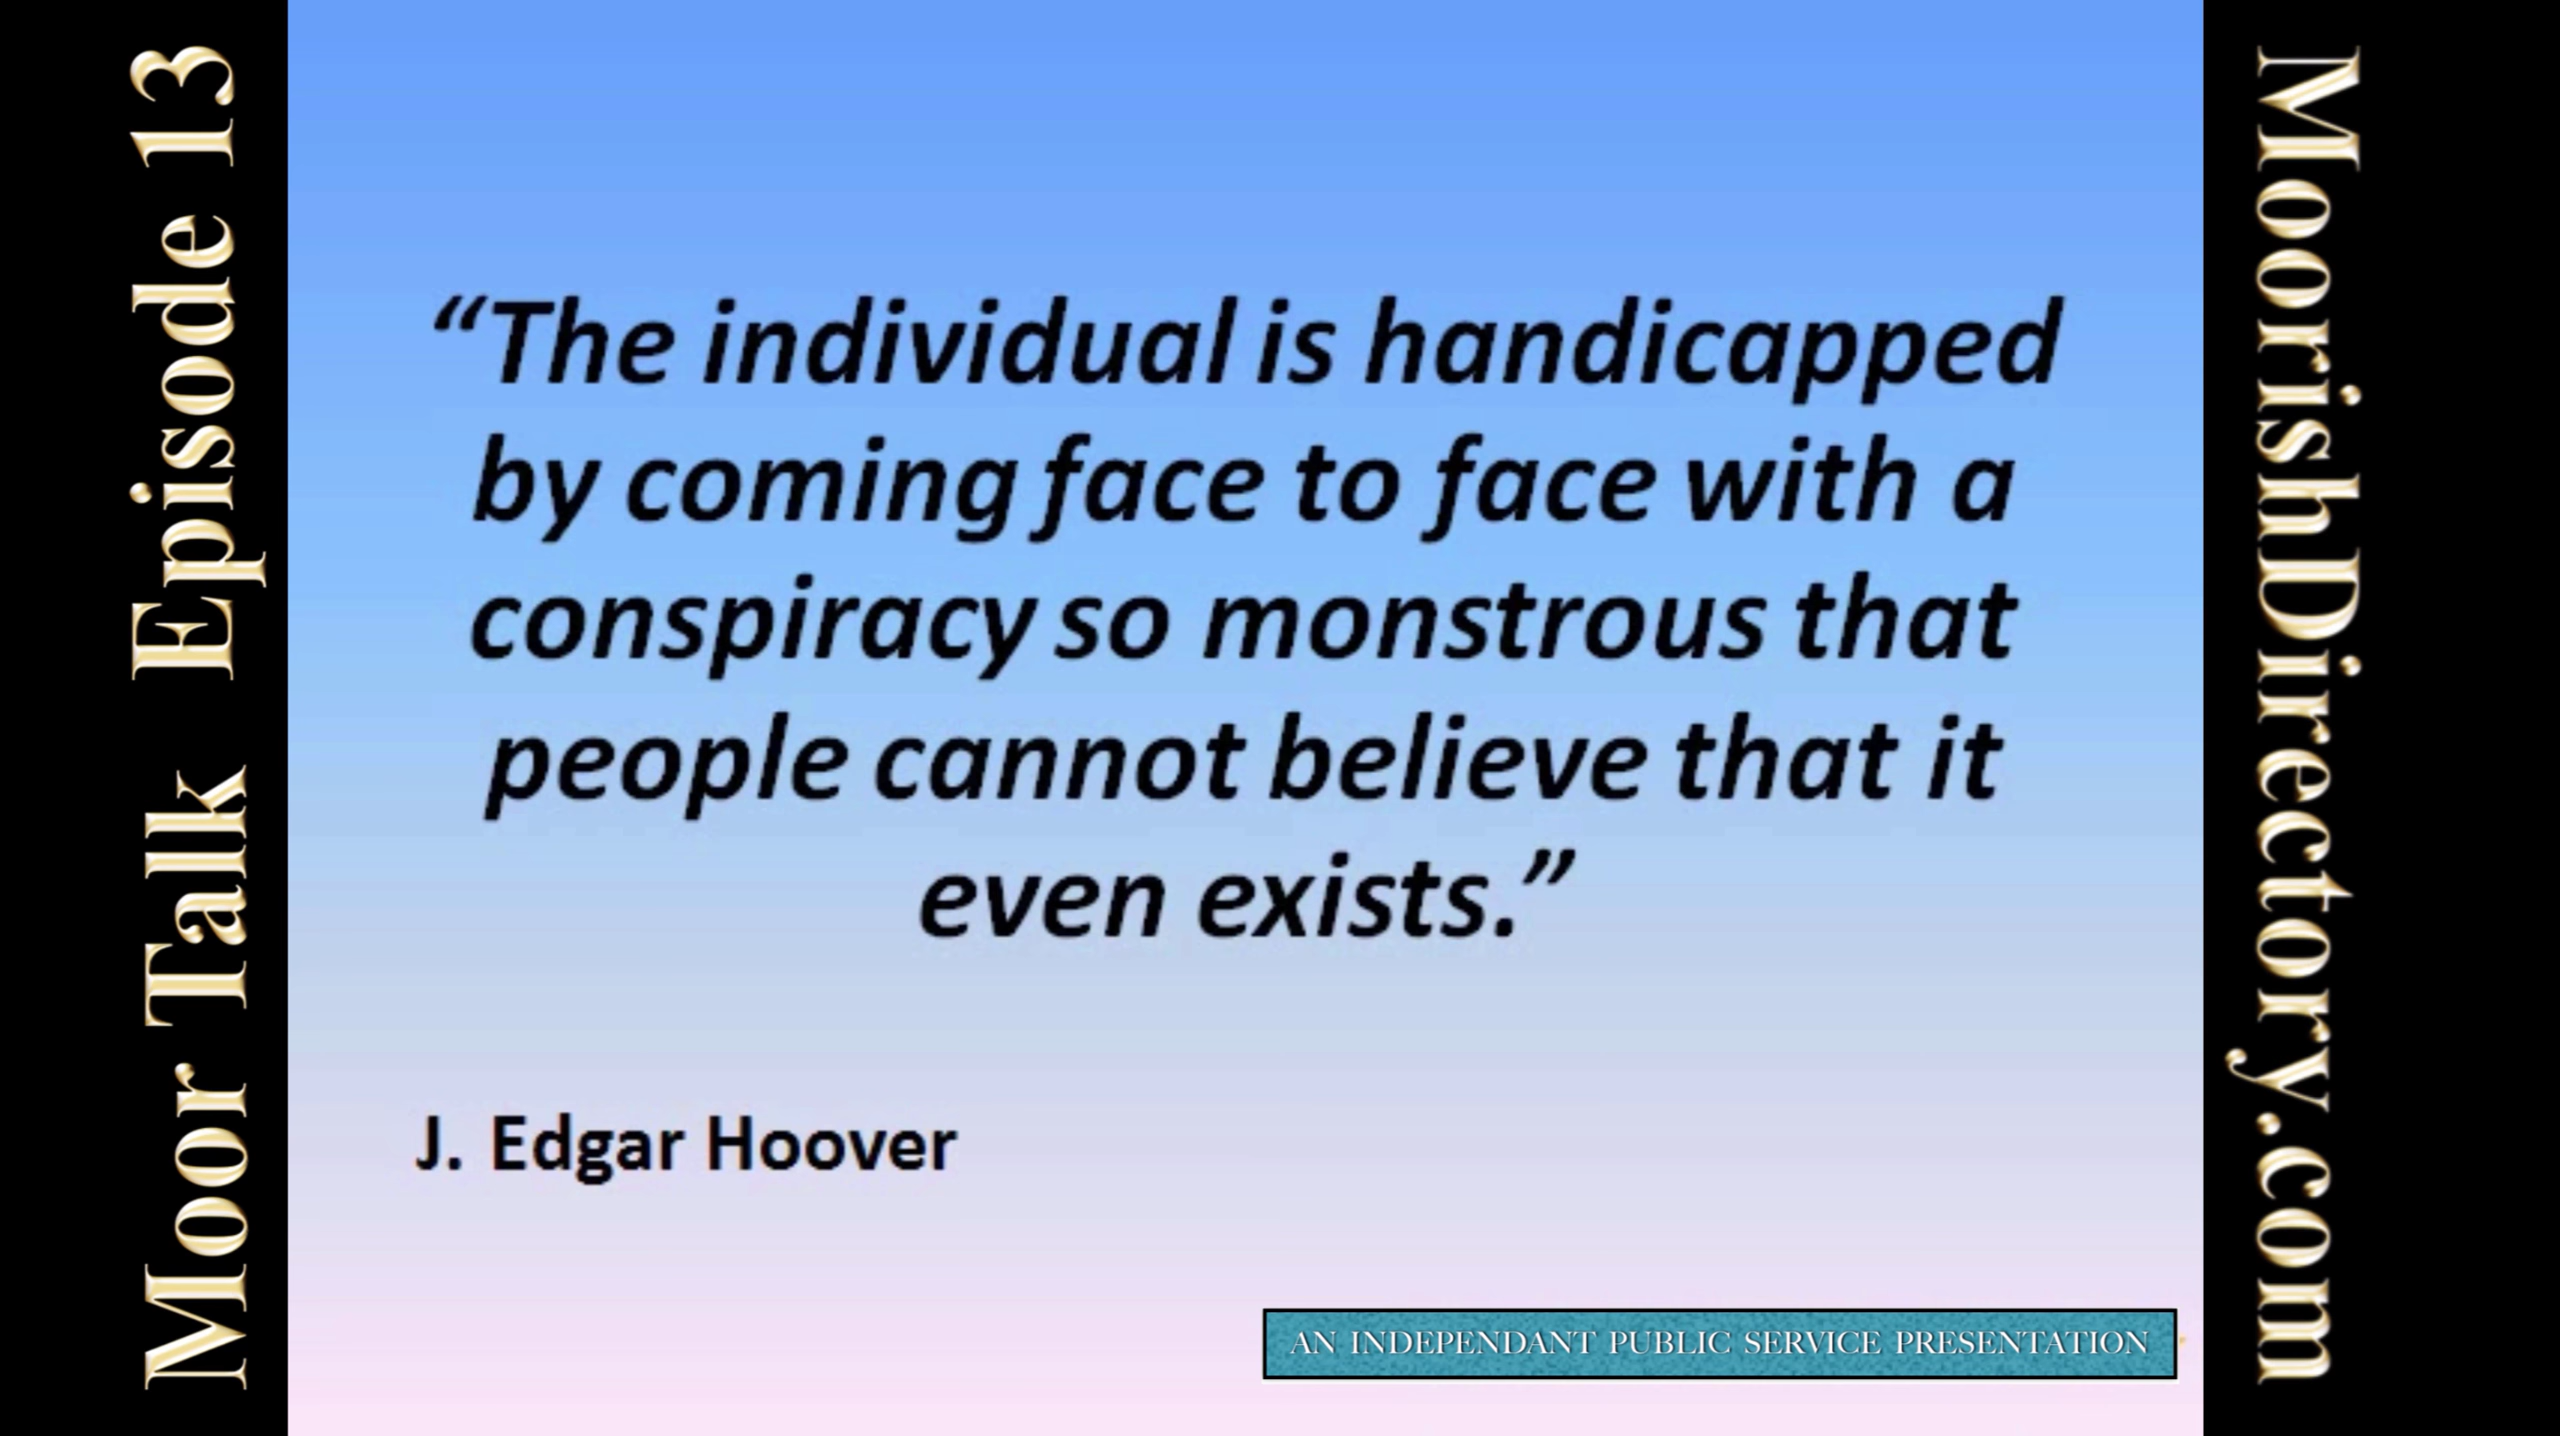 Moor Talk  Episode 13
“The individual is handicapped
by coming face to face with a
conspiracy so monstrous that
people cannot believe that it
even exists.”
J. Edgar Hoover
AN INDEPENDANT PUBLIC SERVICE PRESENTATION
MoorishDirectory.com